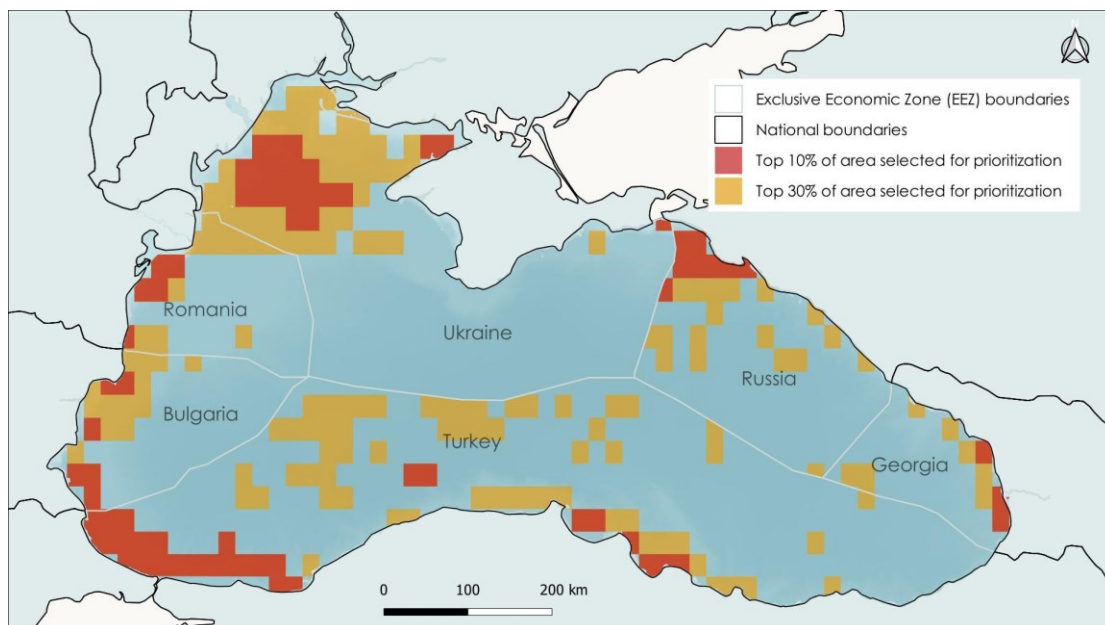 N
Exclusive Economic Zone (EEZ) boundaries
National boundaries
Top 10% of area selected for prioritization
Top 30% of area selected for prioritization
Romania
Ukraine
Russia
Bulgaria
Turkey
Georgia
0 100 200 km